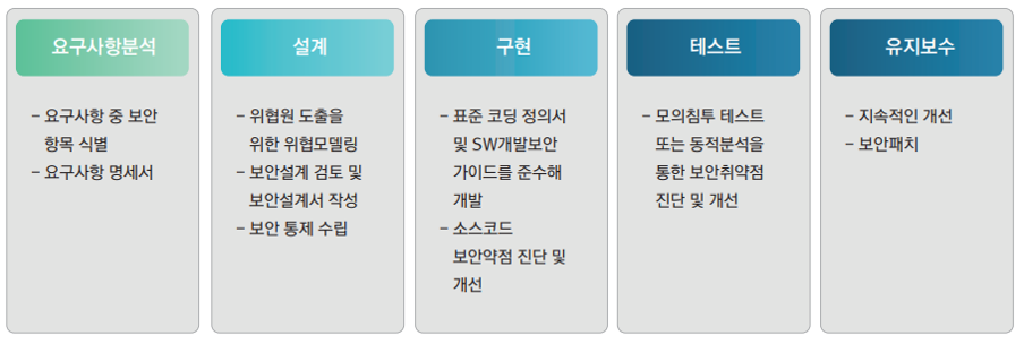 요구사항분석
- 요구사항 중 보안
항목 식별
- 요구사항 명세서
설계
- 위협원 도출을
위한 위협모델링
- 보안설계 검토 및
보안설계서 작성
- 보안 통제 수립
구현
- 표준 코딩 정의서
및 SW개발보안
가이드를 준수해
개발
- 소스코드
보안약점 진단 및
개선
테스트
- 모의침투 테스트
또는 동적분석을
통한 보안취약점
진단 및 개선
유지보수
- 지속적인 개선
- 보안패치